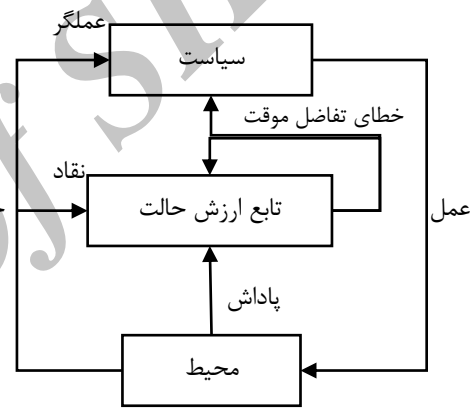 عملگر
سیاست
خطای تفاضل موقت
نقاد
تابع ارزش حالت
عمل
پاداش
محیط